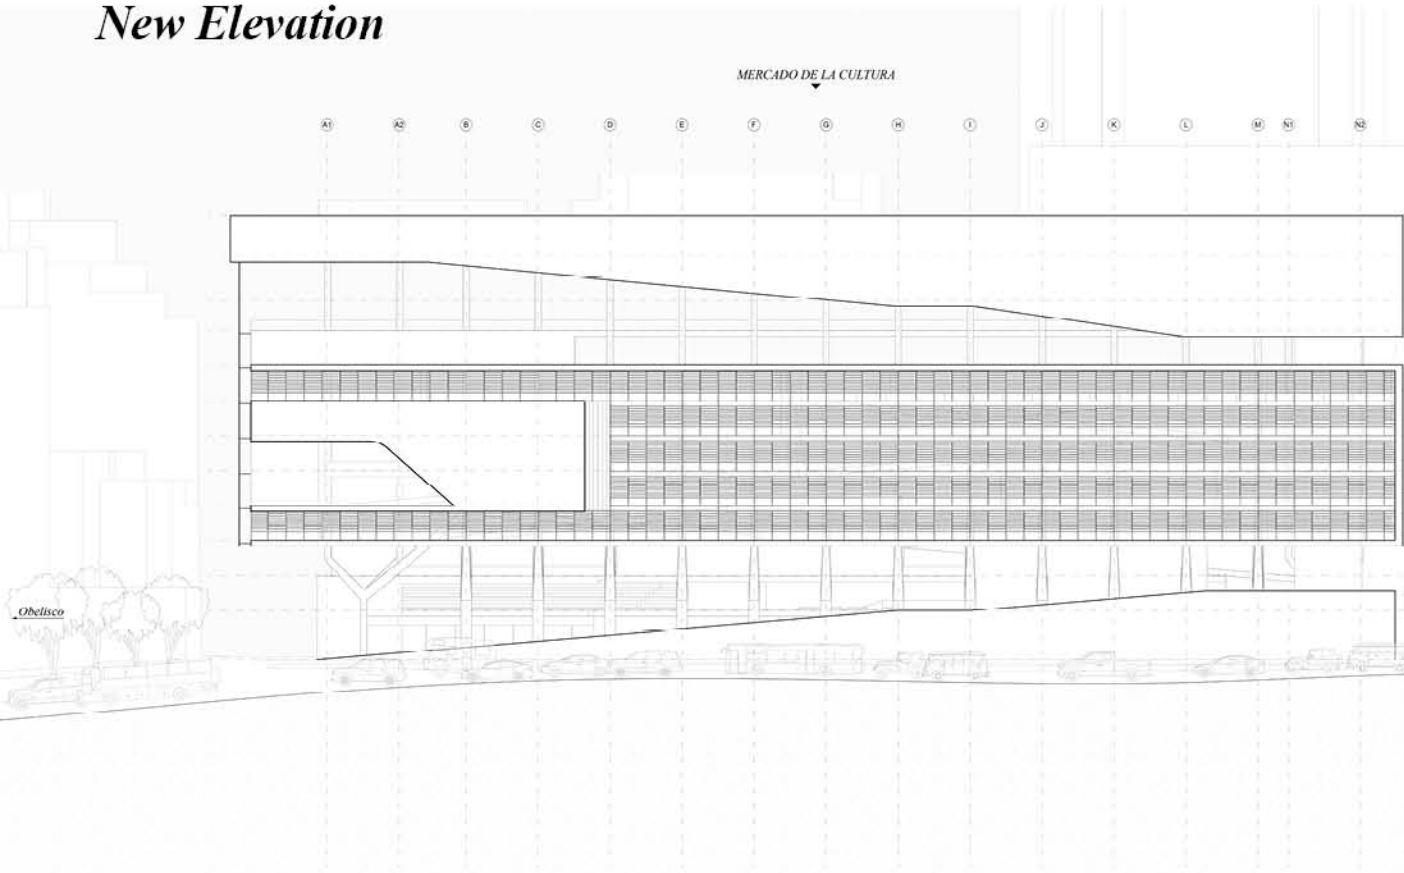 New Elevation
MERCADO DE LA CULTURA
A1 A2 B C D E F G H I J K L M N1 N2
Obelisco